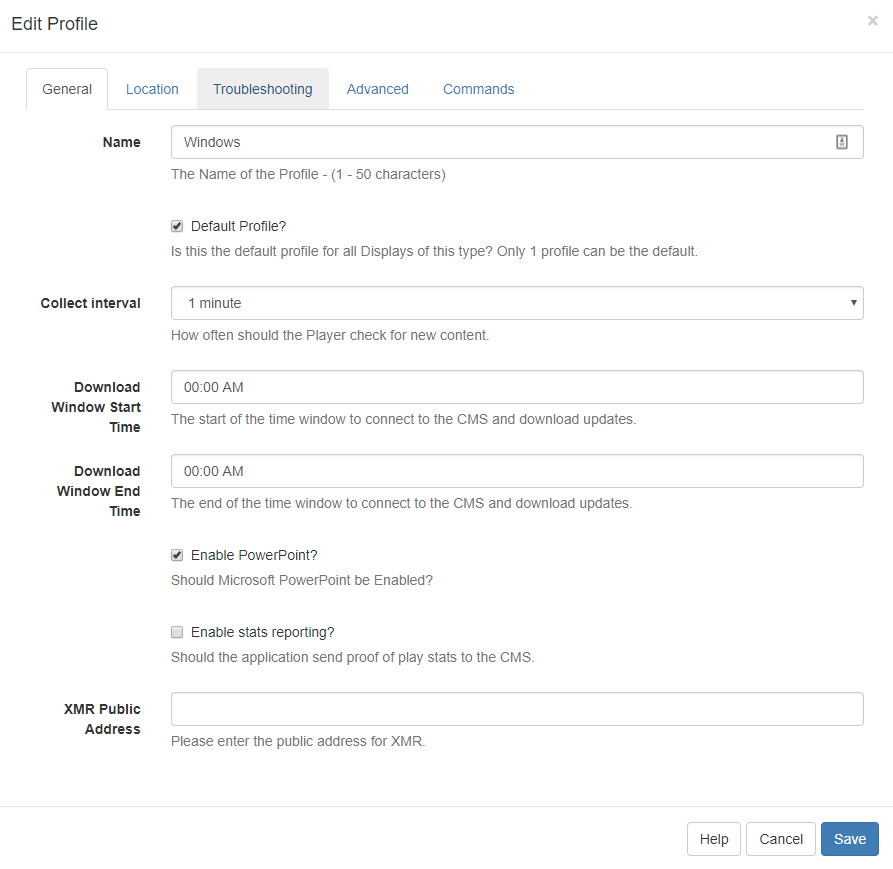 Edit Profile ×
General Location Troubleshooting Advanced Commands
Name Windows
The Name of the Profile - (1 - 50 characters)
Default Profile?
Is this the default profile for all Displays of this type? Only 1 profile can be the default.
Collect interval 1 minute
How often should the Player check for new content.
Download
Window Start
Time
00:00 AM
The start of the time window to connect to the CMS and download updates.
Download
Window End
Time
00:00 AM
The end of the time window to connect to the CMS and download updates.
Enable PowerPoint?
Should Microsoft PowerPoint be Enabled?
Enable stats reporting?
Should the application send proof of play stats to the CMS.
XMR Public
Address
Please enter the public address for XMR.
Help Cancel Save